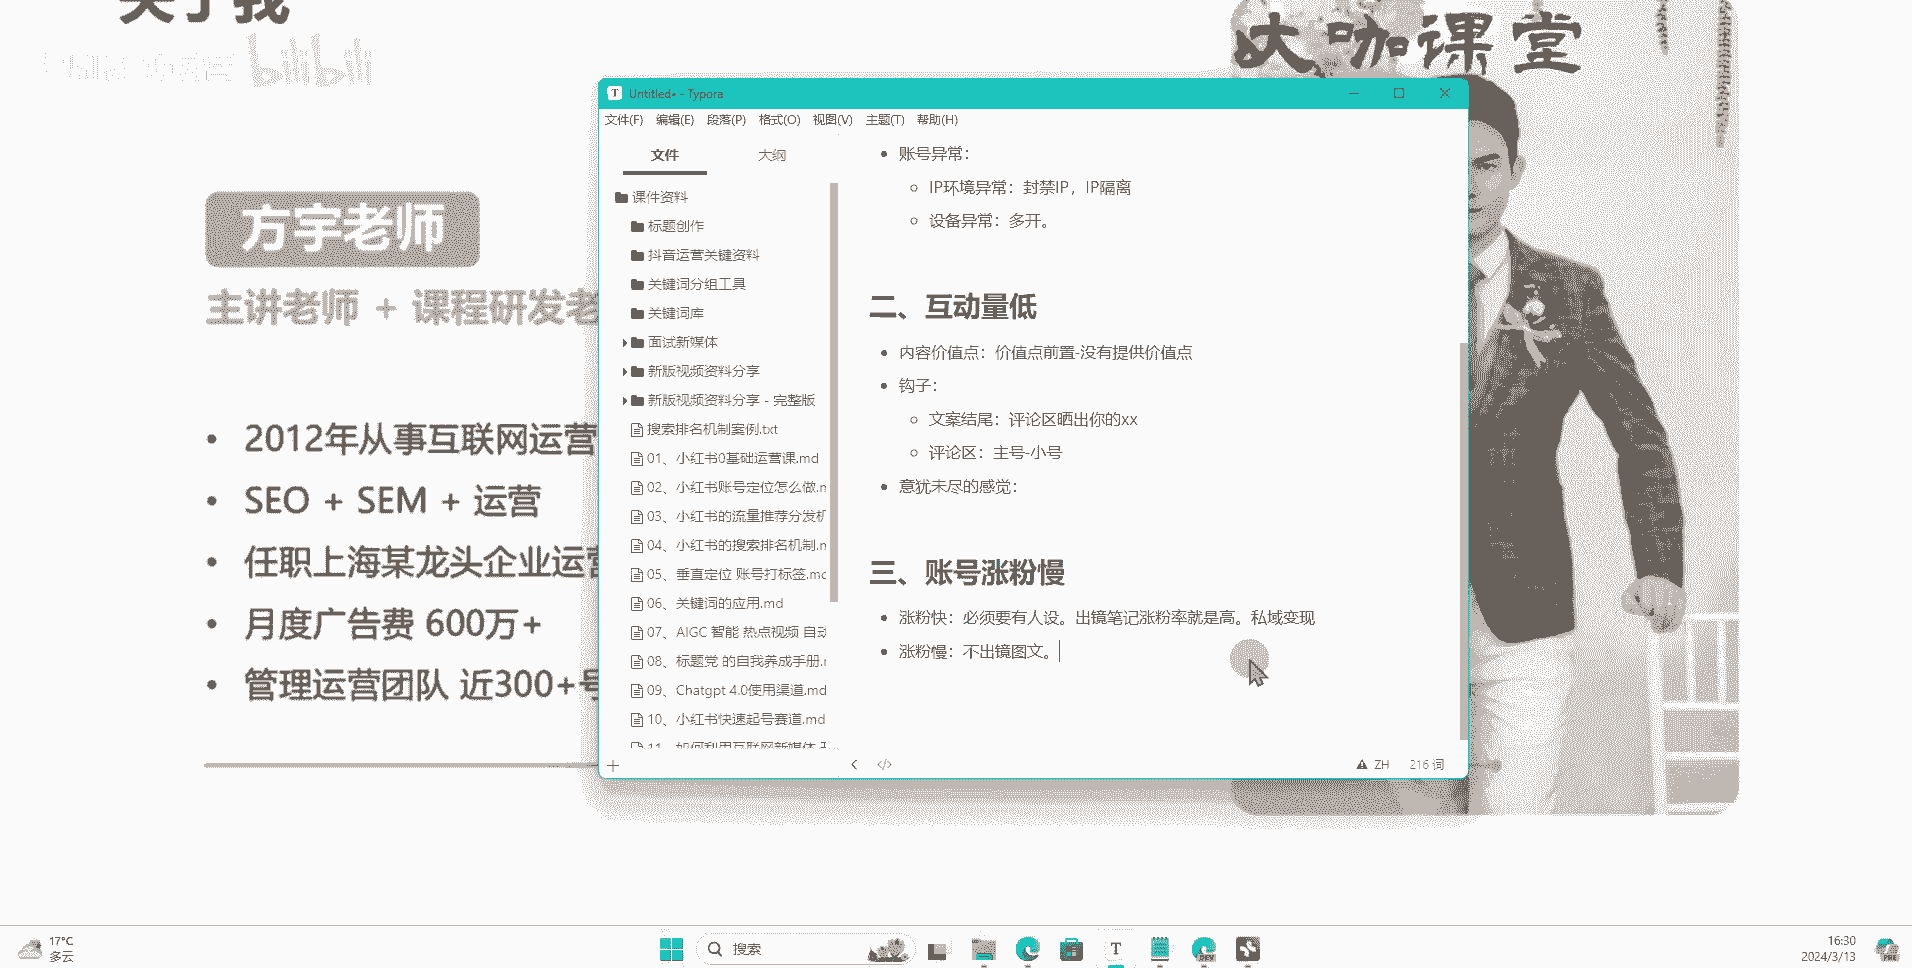 关于我
bilibili
大咖课堂
方宇老师
主讲老师 + 课程研发老
2012年从事互联网运营
SEO + SEM + 运营
任职上海某龙头企业运营
月度广告费 600万+
管理运营团队 近300+号
Untitled• - Typora
文件(F) 编辑(E) 段落(P) 格式(O) 视图(V) 主题(T) 帮助(H)
文件 大纲
课件资料
标题创作
抖音运营关键资料
关键词分组工具
关键词库
面试新媒体
新版视频资料分享
新版视频资料分享 - 完整版
搜索排名机制案例.txt
01、小红书0基础运营课.md
02、小红书账号定位怎么做.m
03、小红书的流量推荐分发机
04、小红书的搜索排名机制.m
05、垂直定位 账号打标签.mc
06、关键词的应用.md
07、AIGC 智能 热点视频 自动
08、标题党 的自我养成手册.r
09、Chatgpt 4.0使用渠道.md
10、小红书快速起号赛道.md
11、如何利用互联网新媒体
账号异常：
IP环境异常：封禁IP，IP隔离
设备异常：多开。
二、互动量低
内容价值点：价值点前置-没有提供价值点
钩子：
文案结尾：评论区晒出你的xx
评论区：主号-小号
意犹未尽的感觉：
三、账号涨粉慢
涨粉快：必须要有人设。出镜笔记涨粉率就是高。私域变现
涨粉慢：不出镜图文。
ZH 216 词
17°C
多云
搜索
16:30
2024/3/13